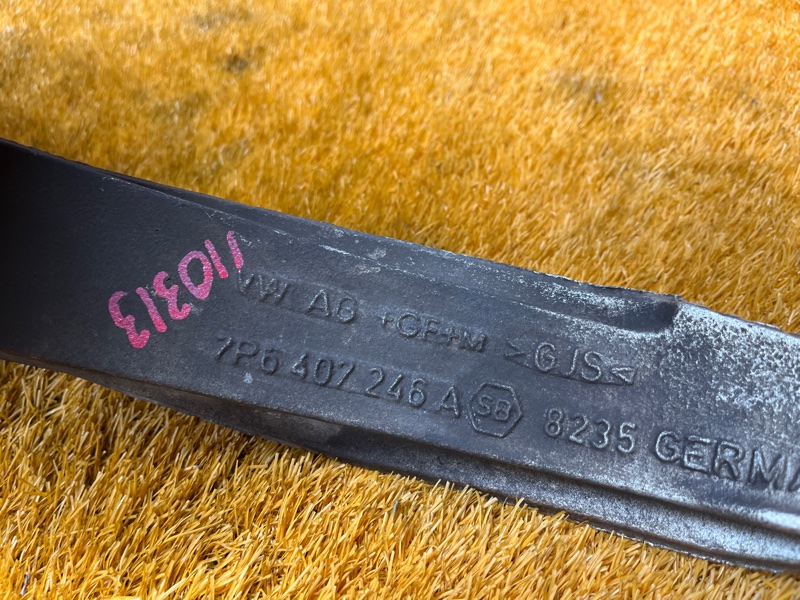 110313
VW AG +GF+M >GJS<
7P6 407 246 A SB 8235 GERMA